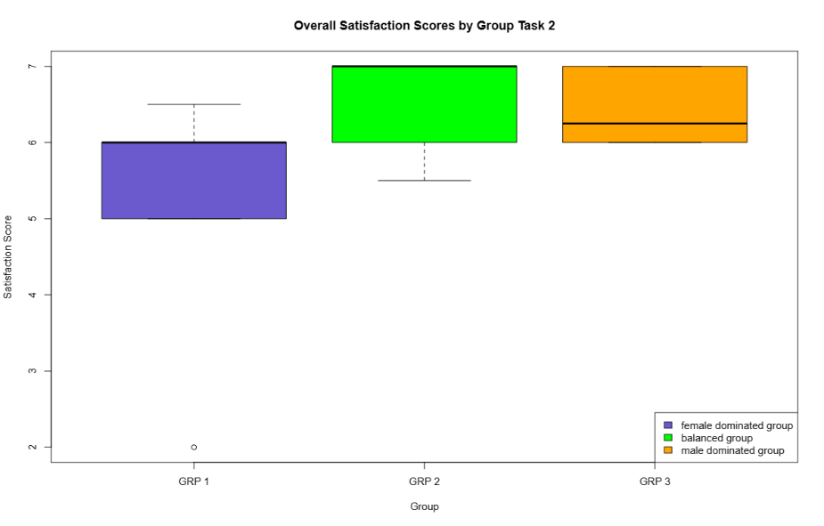 Overall Satisfaction Scores by Group Task 2
Satisfaction Score
7
6
5
4
3
2
female dominated group
balanced group
male dominated group
GRP 1
GRP 2
GRP 3
Group